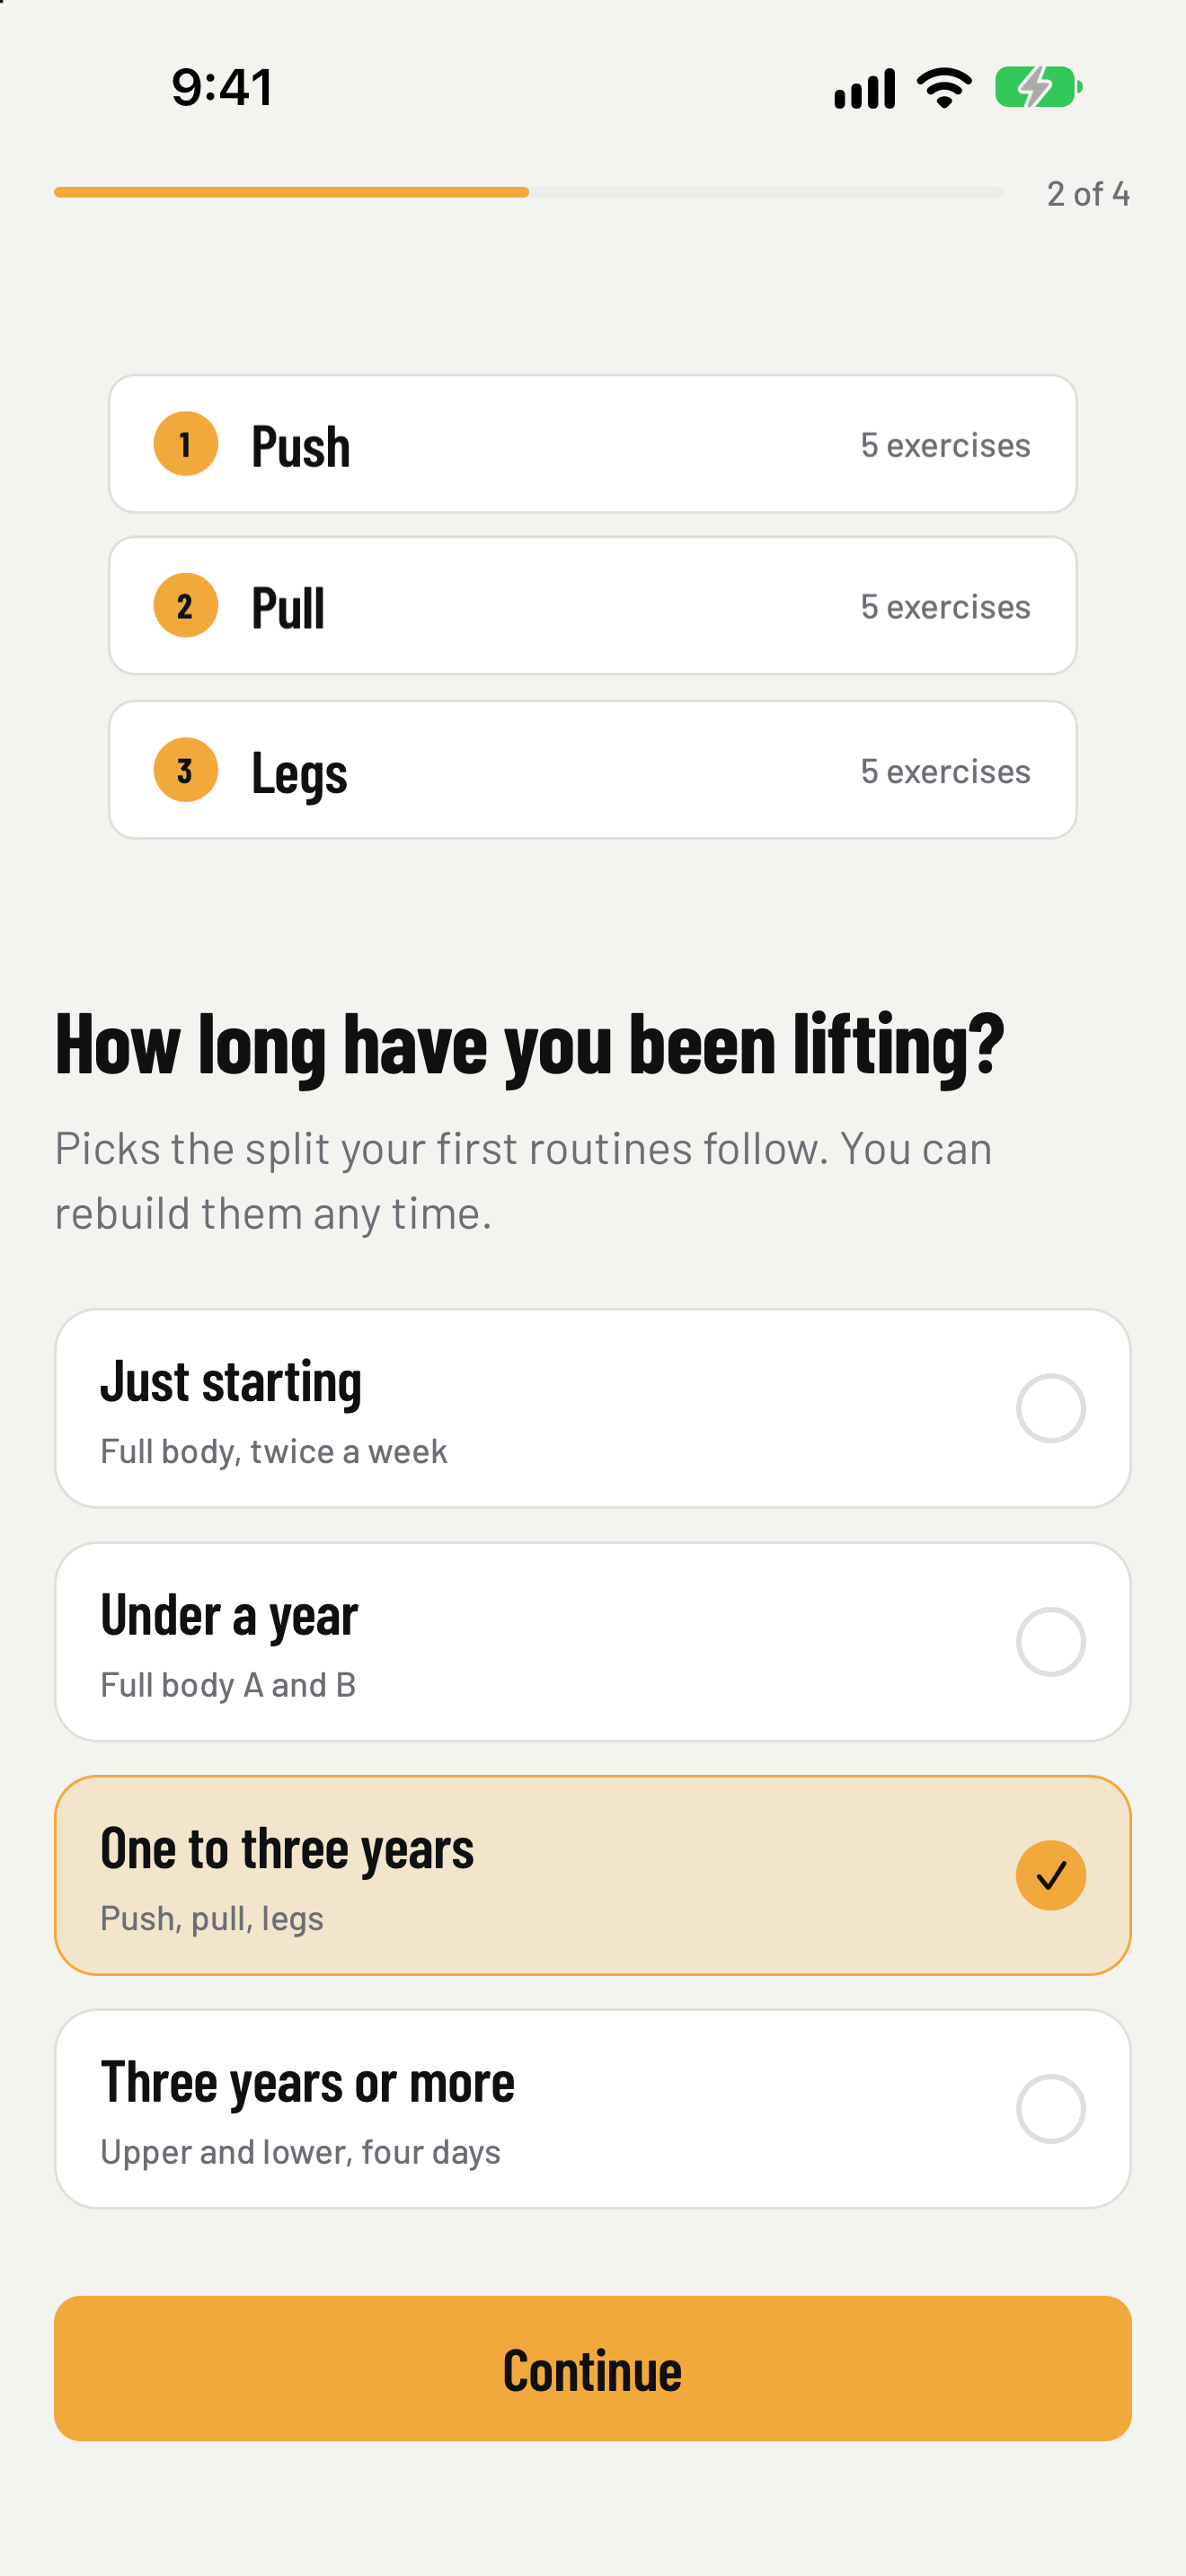 9:41
2 of 4
1 Push 5 exercises
2 Pull 5 exercises
3 Legs 5 exercises
How long have you been lifting?
Picks the split your first routines follow. You can
rebuild them any time.
Just starting
Full body, twice a week
Under a year
Full body A and B
One to three years
Push, pull, legs
Three years or more
Upper and lower, four days
Continue